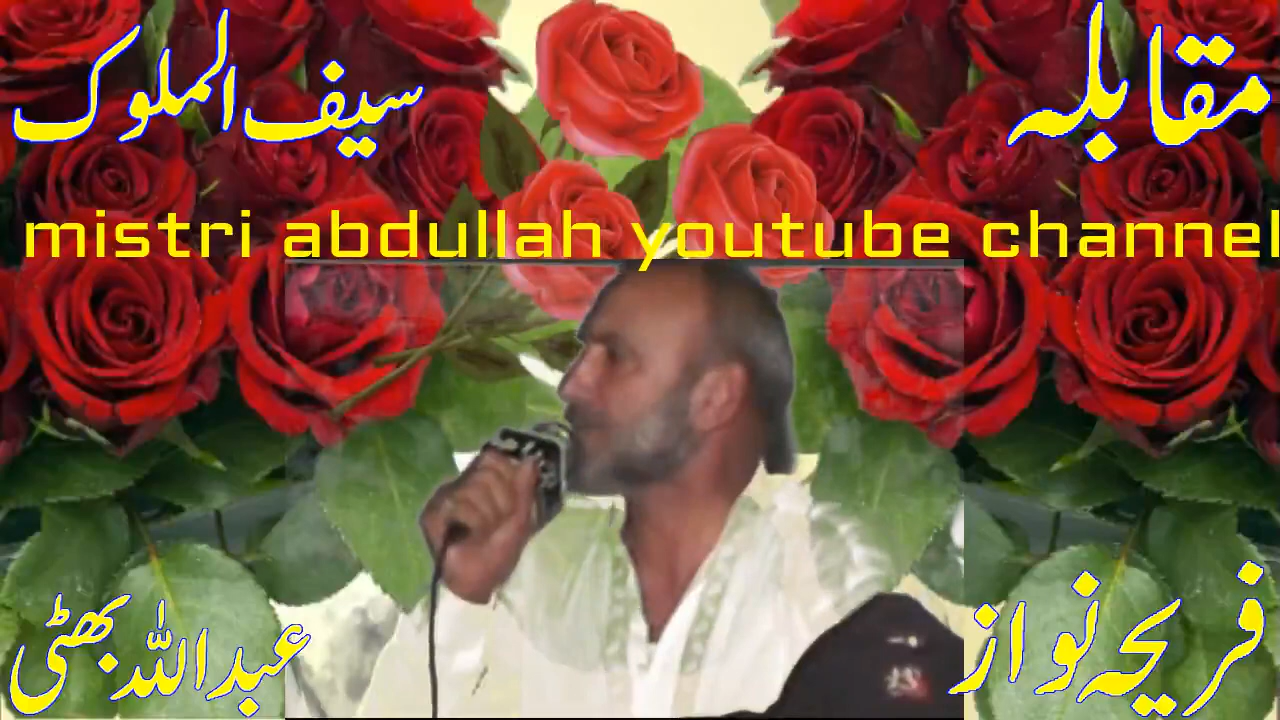 مقابلہ
سیف الملوک
mistri abdullah youtube channel
فریحہ نواز
عبداللہ بھٹی